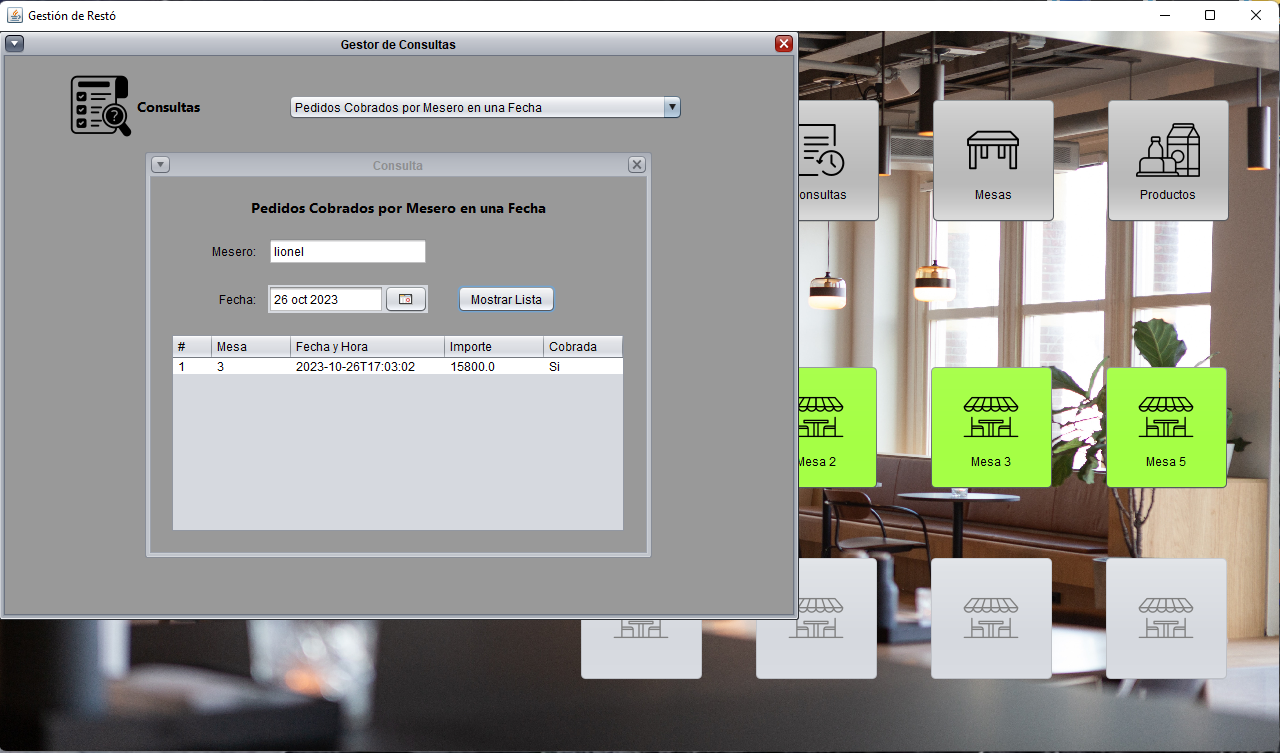 Gestión de Restó
Gestor de Consultas
Consultas
Pedidos Cobrados por Mesero en una Fecha
Consulta
Pedidos Cobrados por Mesero en una Fecha
Mesero: lionel
Fecha: 26 oct 2023 Mostrar Lista
# Mesa Fecha y Hora Importe Cobrada
1 3 2023-10-26T17:03:02 15800.0 Si
onsultas Mesas Productos
Mesa 2 Mesa 3 Mesa 5